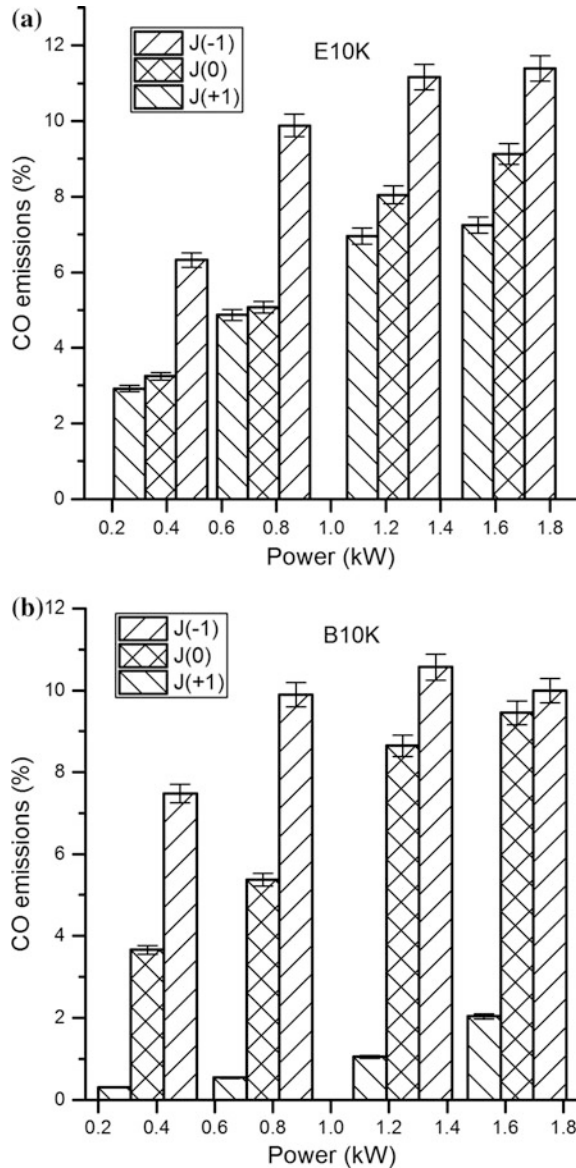 (a)
E10K
J(-1)
J(0)
J(+1)
12
10
8
6
4
2
0
CO emissions (%)
0.2 0.4 0.6 0.8 1.0 1.2 1.4 1.6 1.8
Power (kW)
(b)
B10K
J(-1)
J(0)
J(+1)
12
10
8
6
4
2
0
CO emissions (%)
0.2 0.4 0.6 0.8 1.0 1.2 1.4 1.6 1.8
Power (kW)